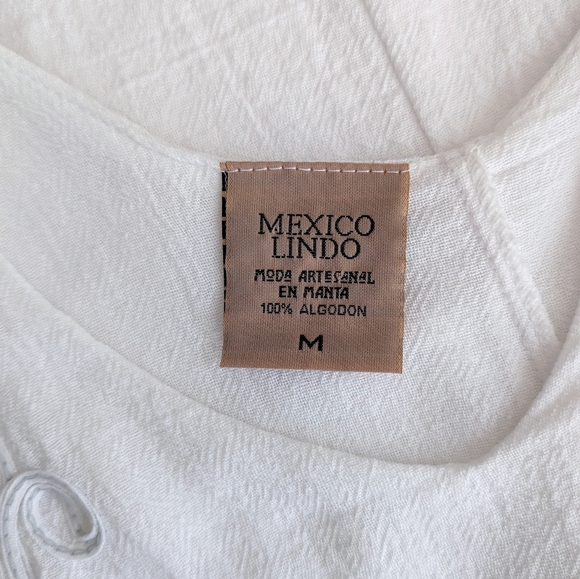 MEXICO
LINDO
MODA ARTESANAL
EN MANTA
100% ALGODON
M